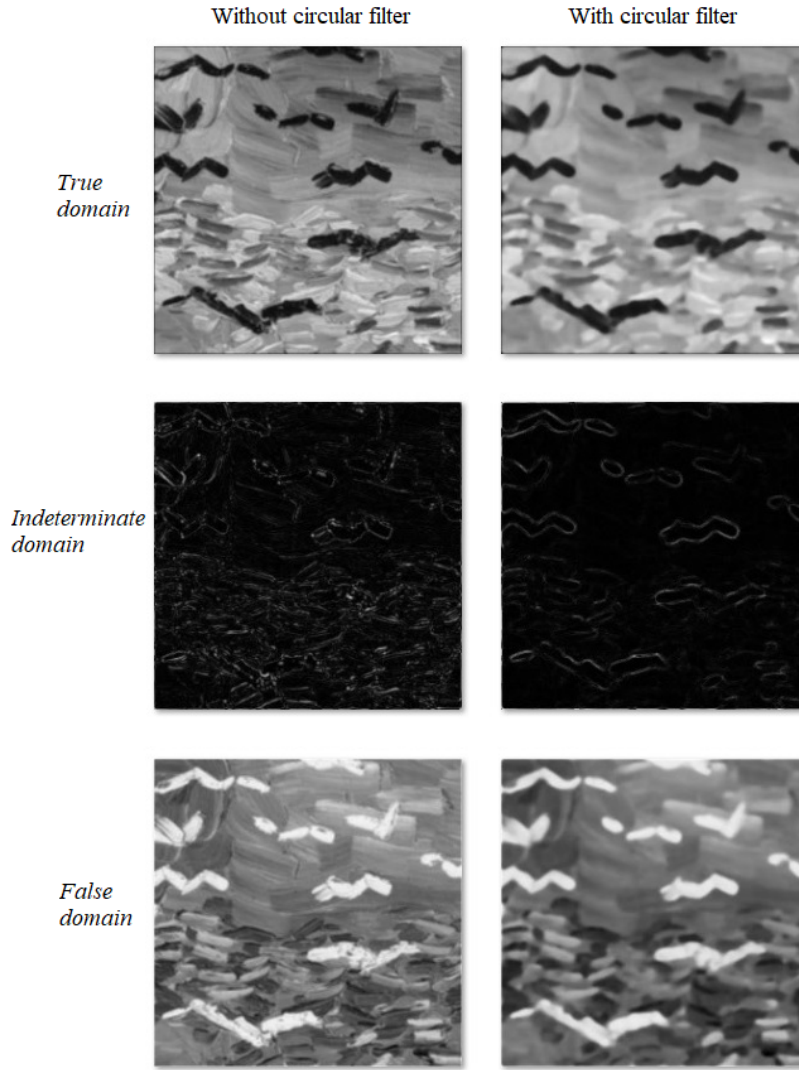 Without circular filter
With circular filter
True
domain
Indeterminate
domain
False
domain